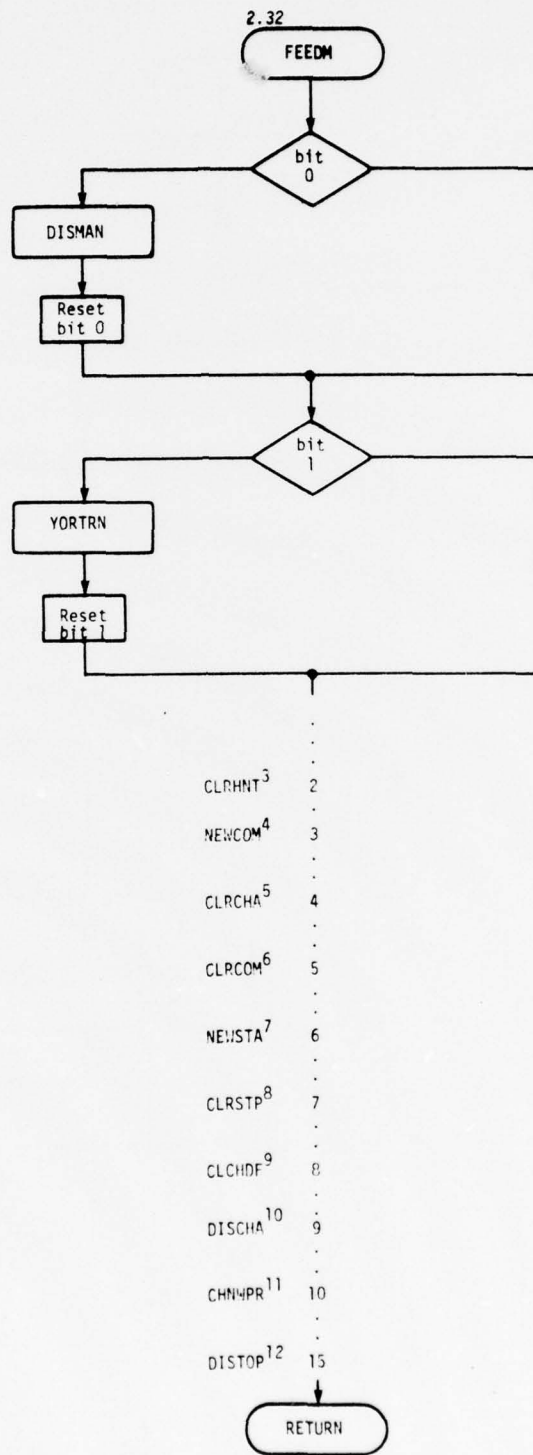 2.32
FEEDM
bit
0
DISMAN
Reset
bit 0
bit
1
YORTRN
Reset
bit 1
CLRHNT3 2
NEWCOM4 3
CLRCHA5 4
CLRCOM6 5
NEWSTA7 6
CLRSTP8 7
CLCHDF9 8
DISCHA10 9
CHNWPR11 10
DISTOP12 15
RETURN